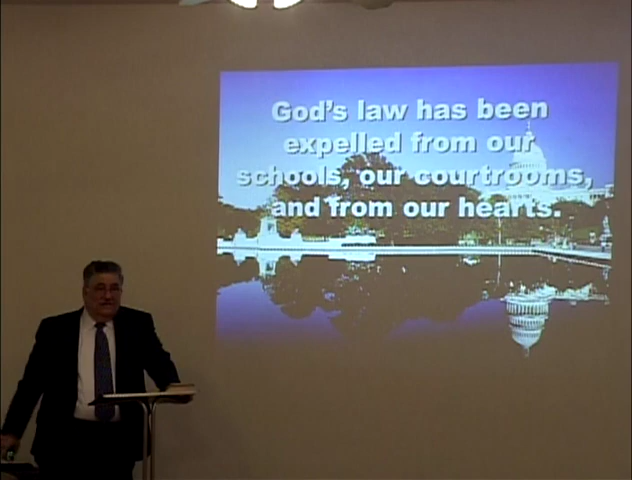 God's law has been
expelled from our
schools, our courtrooms,
and from our hearts.